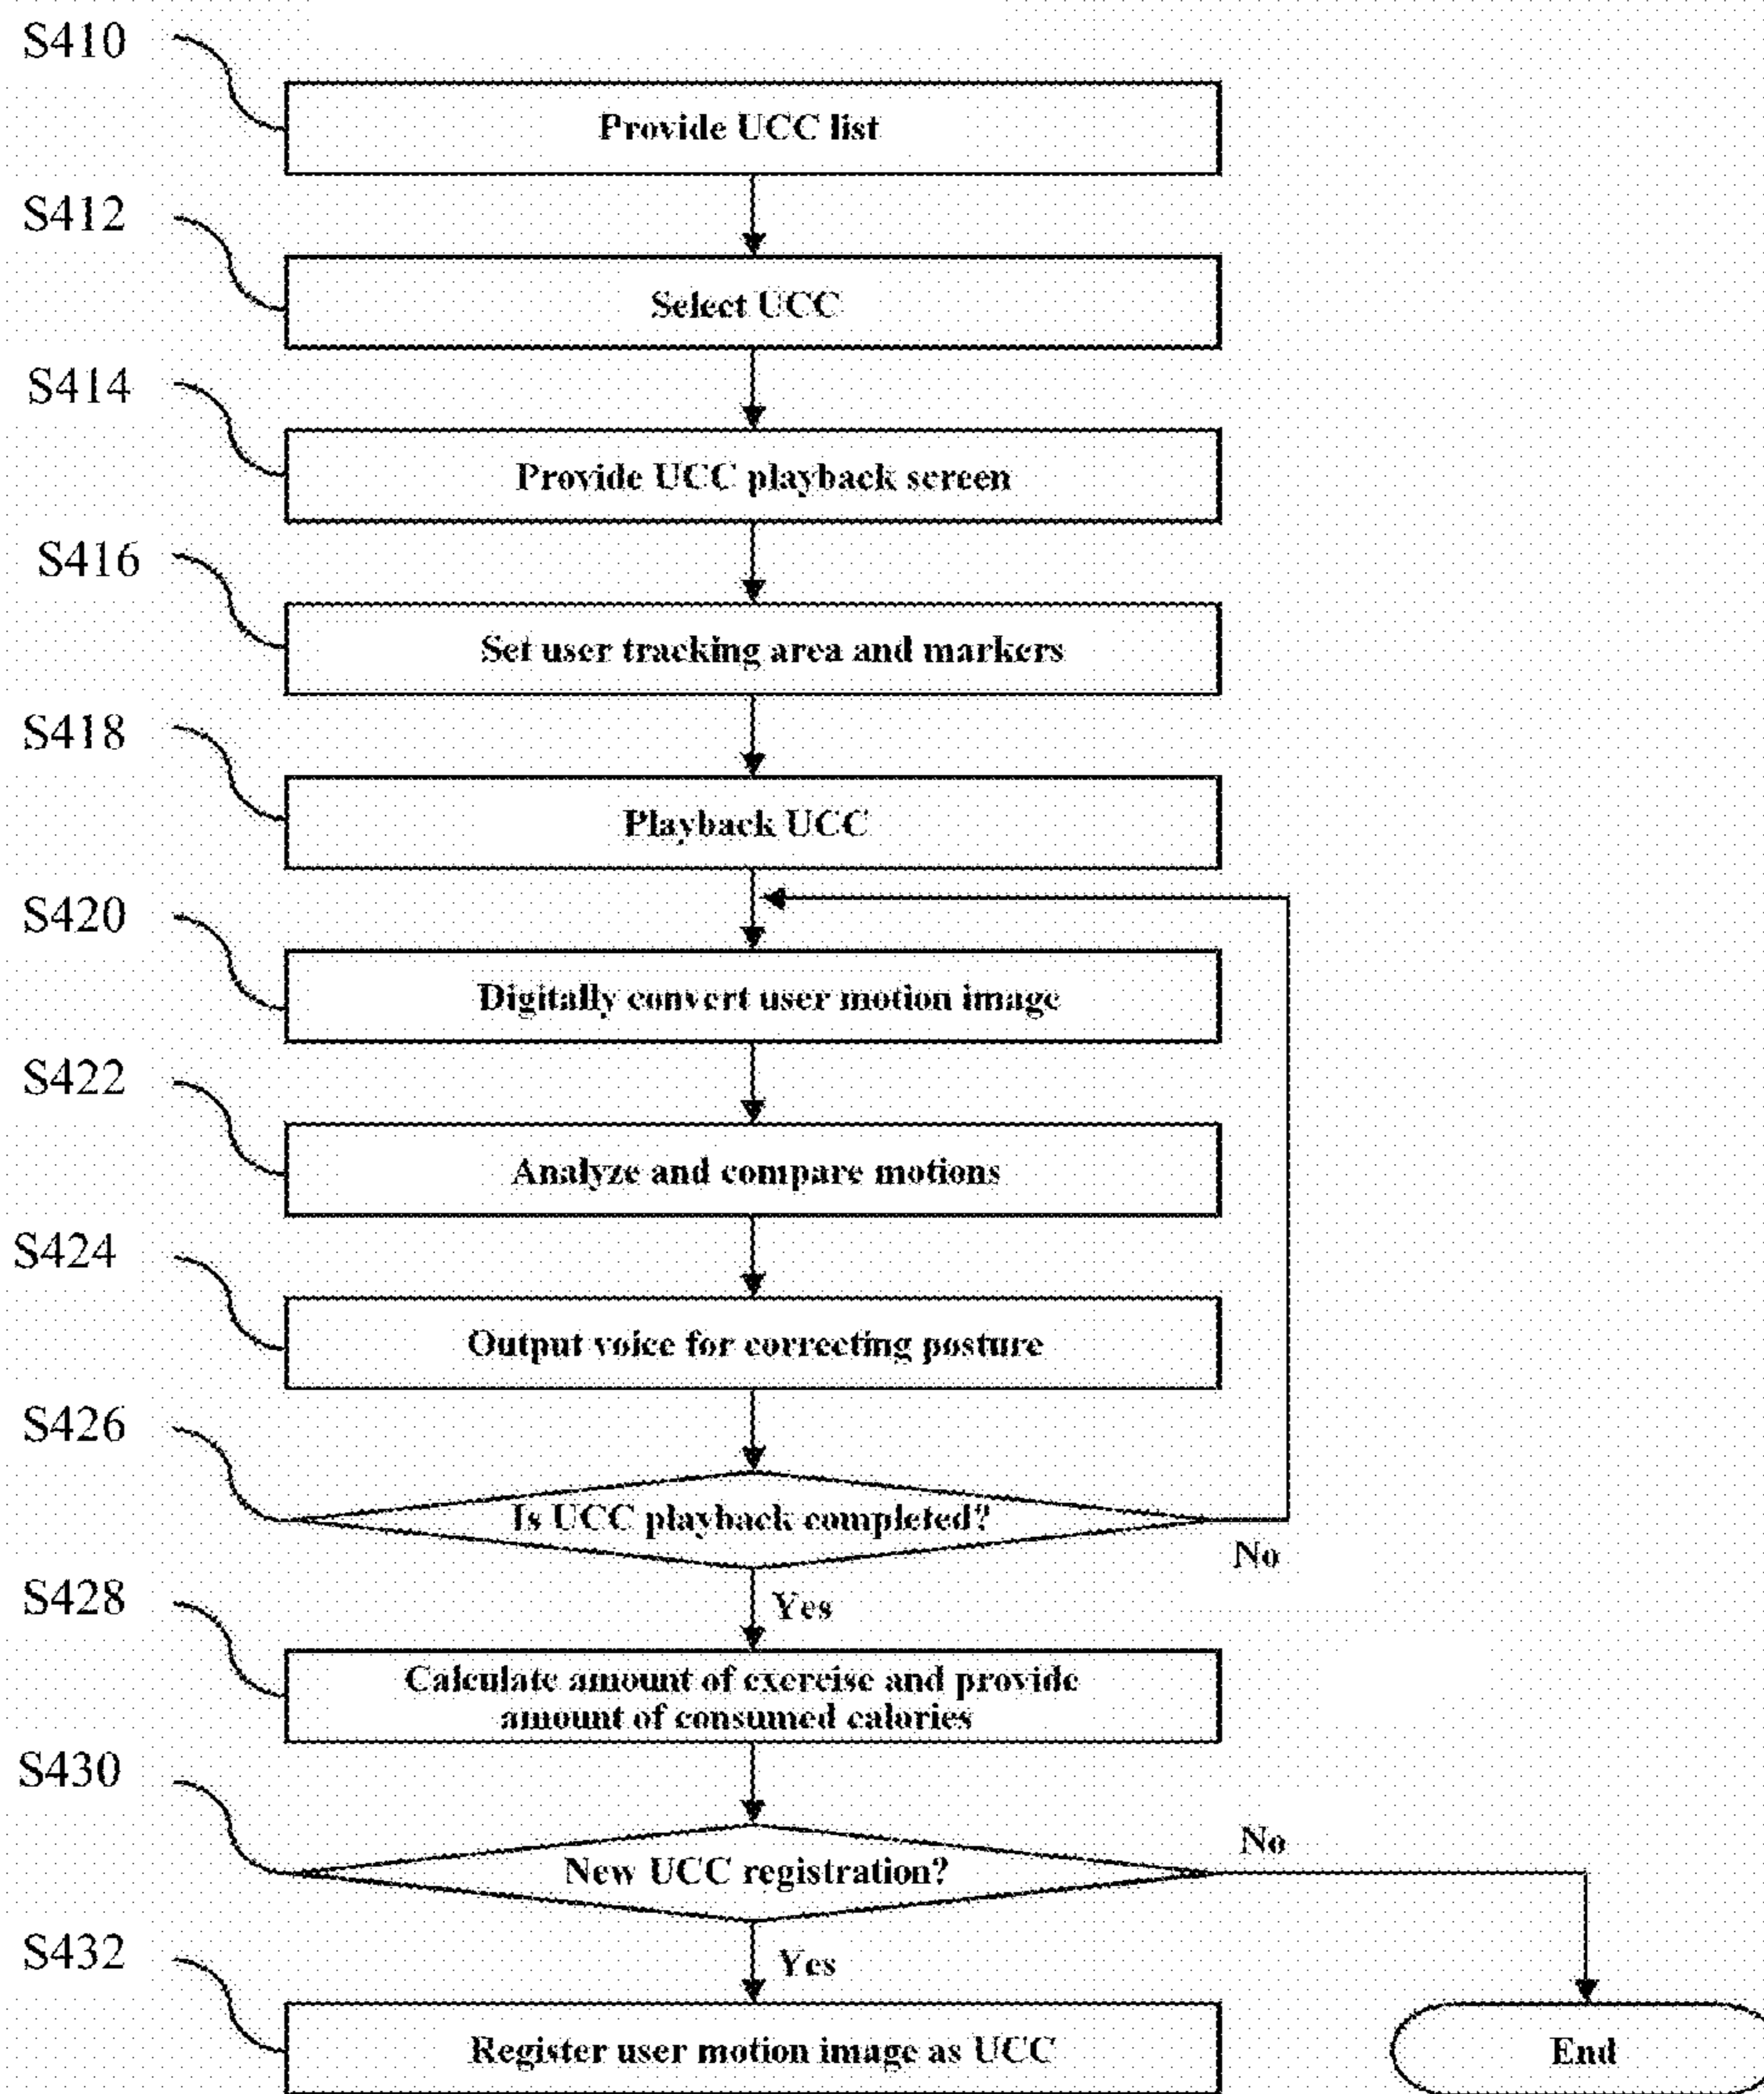 S410
Provide UCC list
S412
Select UCC
S414
Provide UCC playback screen
S416
Set user tracking area and markers
S418
Playback UCC
S420
Digitally convert user motion image
S422
Analyze and compare motions
S424
Output voice for correcting posture
S426
Is UCC playback completed?
No
Yes
S428
Calculate amount of exercise and provide
amount of consumed calories
S430
New UCC registration?
No
Yes
S432
Register user motion image as UCC
End